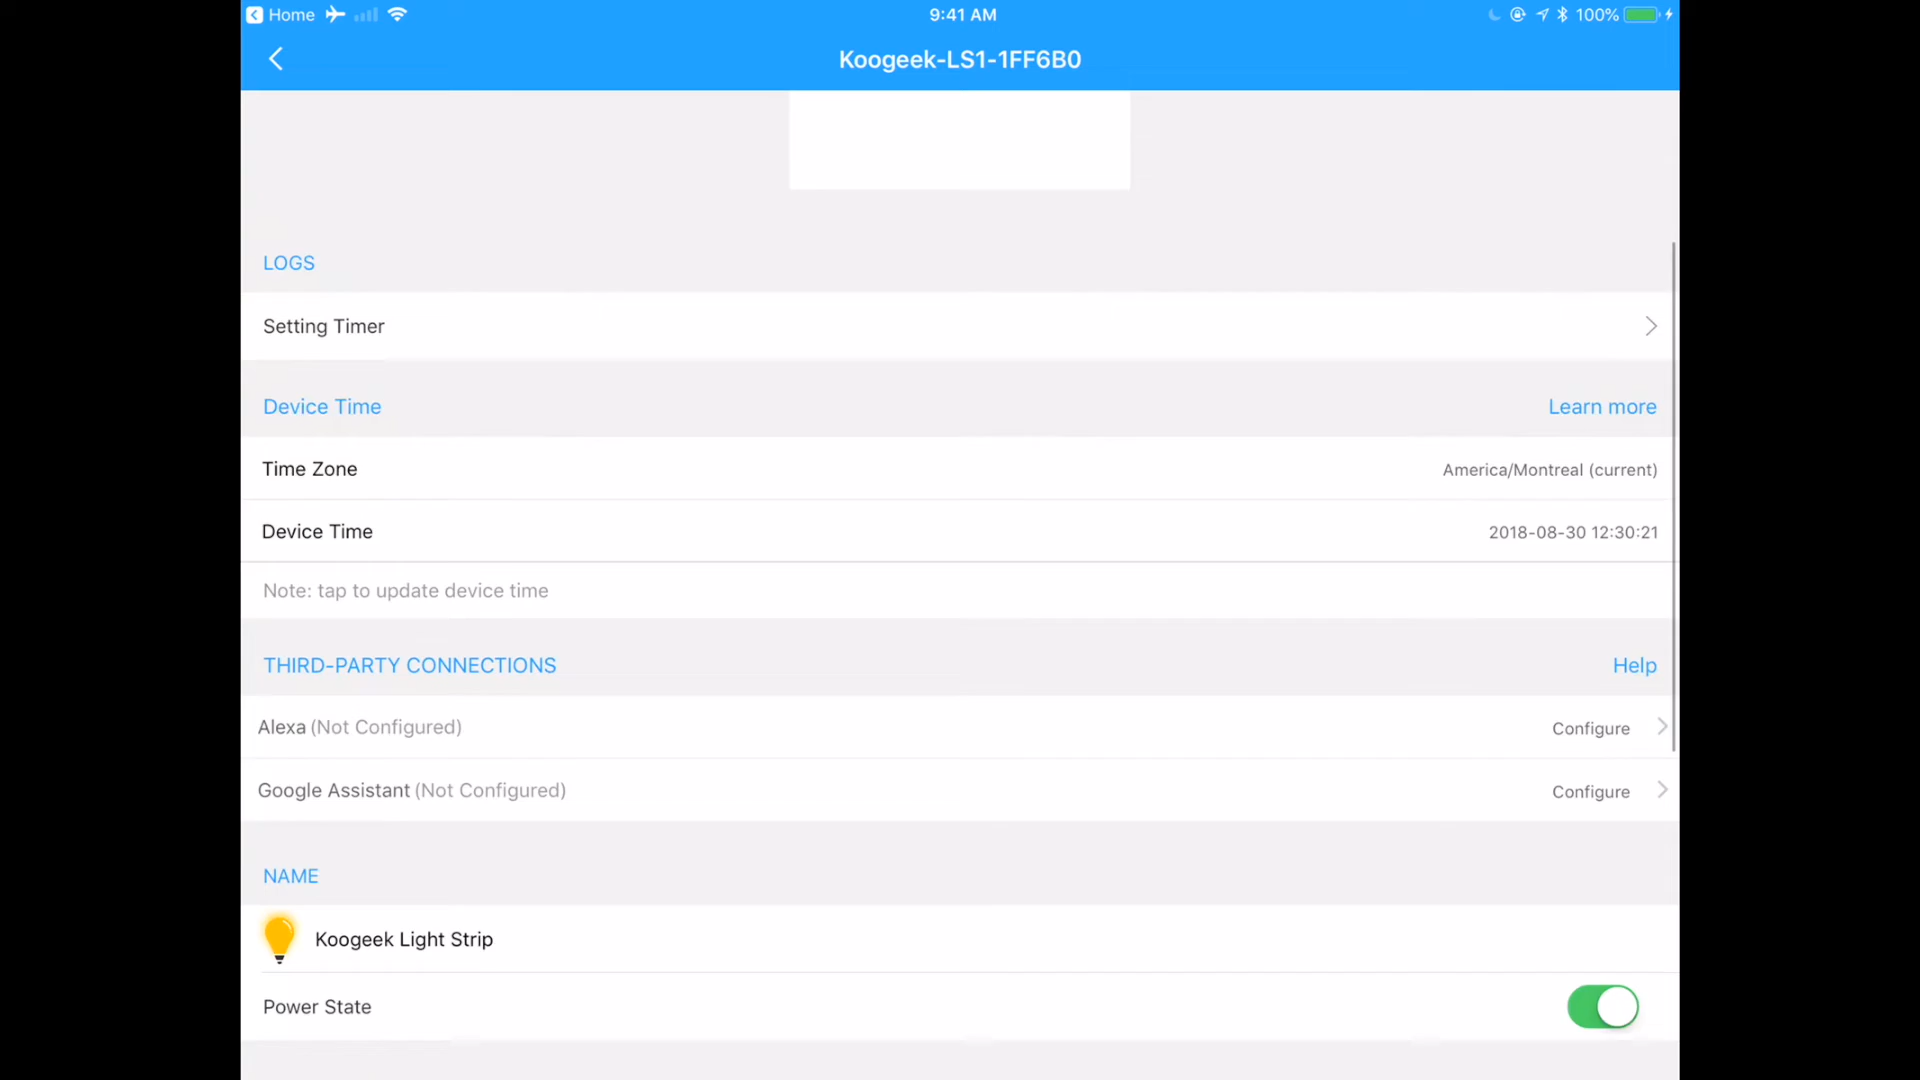 Home 9:41 AM 100%
Koogeek-LS1-1FF6B0
LOGS
Setting Timer
Device Time Learn more
Time Zone America/Montreal (current)
Device Time 2018-08-30 12:30:21
Note: tap to update device time
THIRD-PARTY CONNECTIONS Help
Alexa (Not Configured) Configure
Google Assistant (Not Configured) Configure
NAME
Koogeek Light Strip
Power State